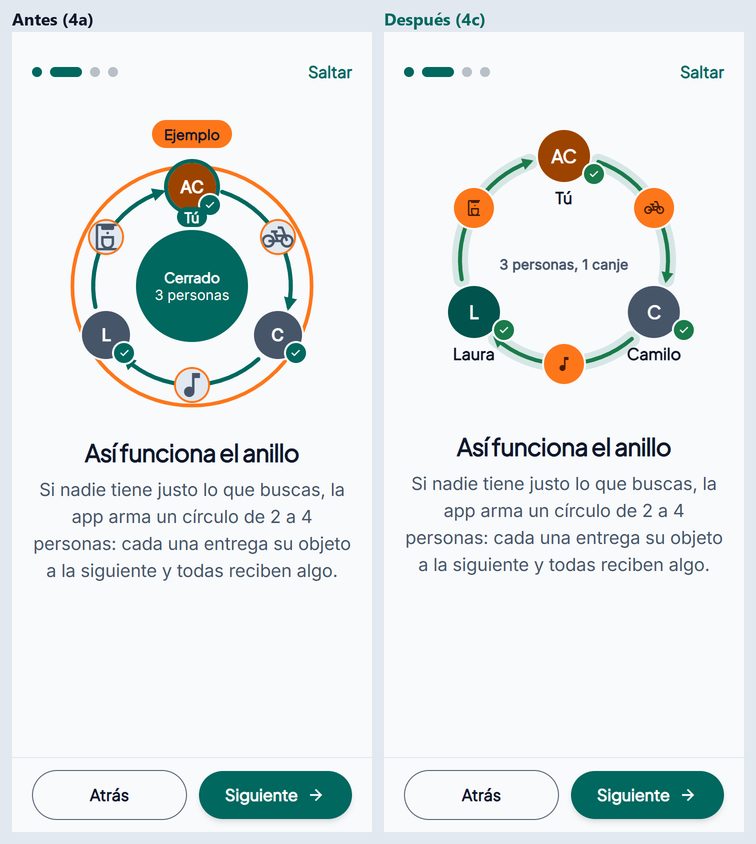 Antes (4a)
Saltar
Ejemplo
AC
Tú
Cerrado
3 personas
L
C
Así funciona el anillo
Si nadie tiene justo lo que buscas, la
app arma un círculo de 2 a 4
personas: cada una entrega su objeto
a la siguiente y todas reciben algo.
Atrás
Siguiente →
Después (4c)
Saltar
AC
Tú
3 personas, 1 canje
L
C
Laura
Camilo
Así funciona el anillo
Si nadie tiene justo lo que buscas, la
app arma un círculo de 2 a 4
personas: cada una entrega su objeto
a la siguiente y todas reciben algo.
Atrás
Siguiente →